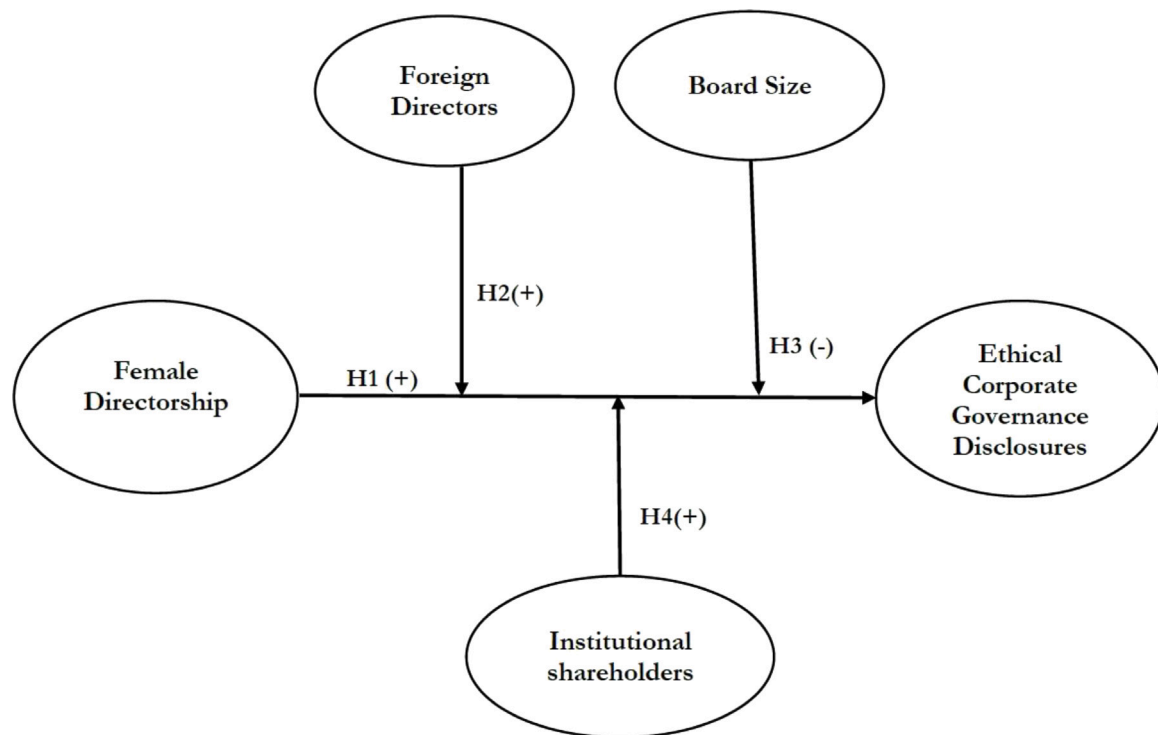 Foreign
Directors
Board Size
H2(+)
H3 (-)
Female
Directorship
H1 (+)
Ethical
Corporate
Governance
Disclosures
H4(+)
Institutional
shareholders